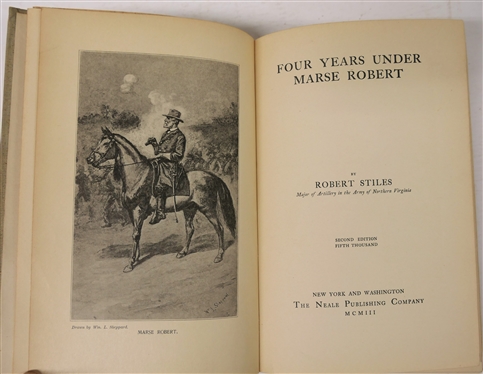 Drawn by Wm. L. Sheppard
MARSE ROBERT.
FOUR YEARS UNDER
MARSE ROBERT
BY
ROBERT STILES
Major of Artillery in the Army of Northern Virginia
SECOND EDITION
FIFTH THOUSAND
NEW YORK AND WASHINGTON
THE NEALE PUBLISHING COMPANY
MCMIII